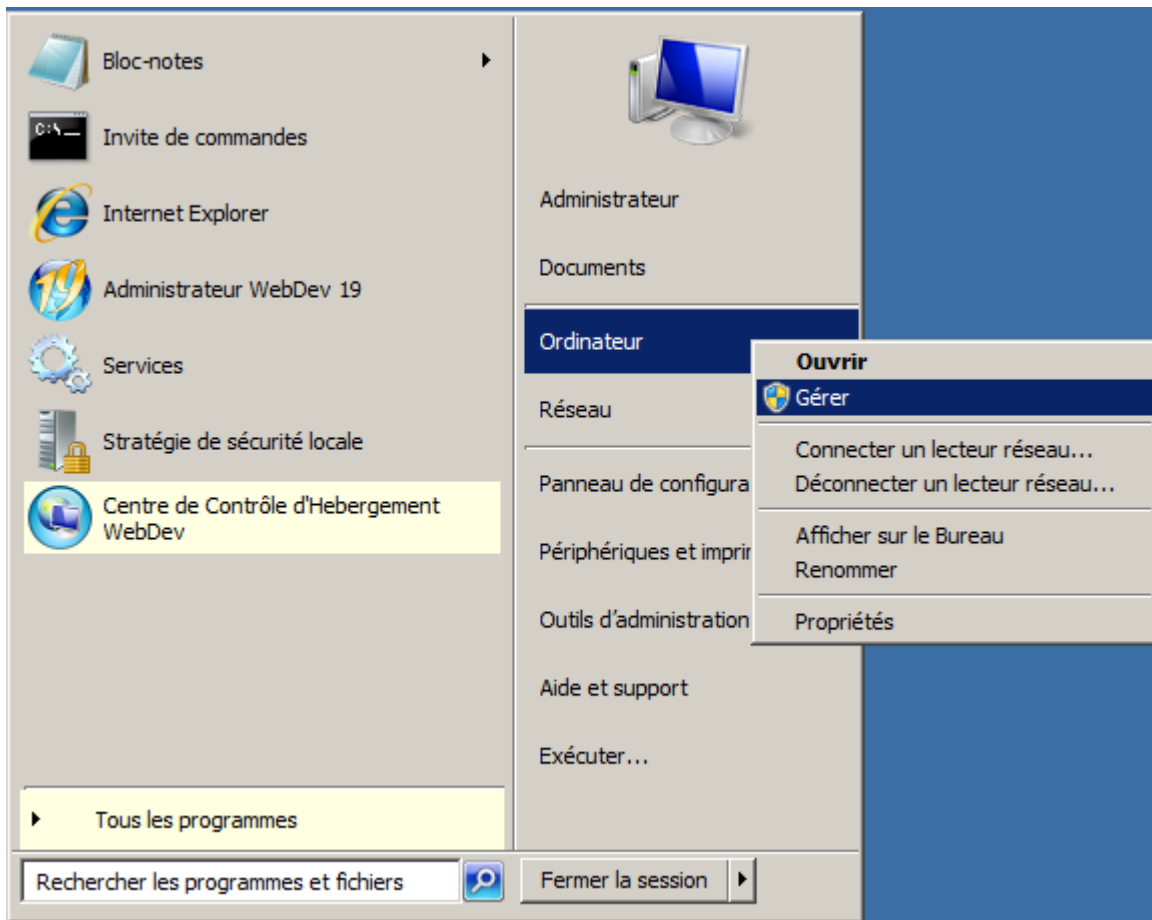 Bloc-notes
C:\_
Invite de commandes
Internet Explorer
19
Administrateur WebDev 19
Services
Stratégie de sécurité locale
Centre de Contrôle d'Hebergement
WebDev
Tous les programmes
Rechercher les programmes et fichiers
Administrateur
Documents
Ordinateur
Réseau
Panneau de configura
Périphériques et imprir
Outils d'administration
Aide et support
Exécuter...
Fermer la session
Ouvrir
Gérer
Connecter un lecteur réseau...
Déconnecter un lecteur réseau...
Afficher sur le Bureau
Renommer
Propriétés